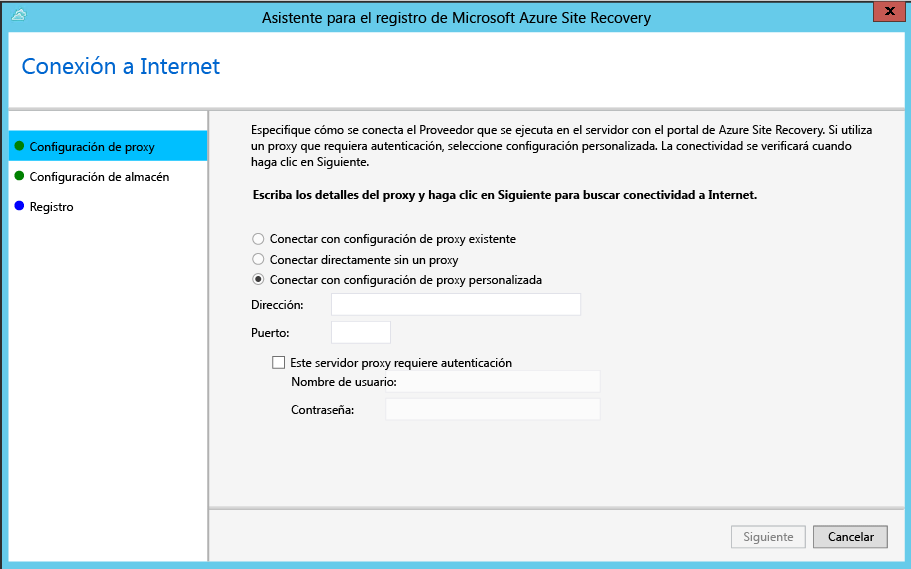 Asistente para el registro de Microsoft Azure Site Recovery
Conexión a Internet
Configuración de proxy
Configuración de almacén
Registro
Especifique cómo se conecta el Proveedor que se ejecuta en el servidor con el portal de Azure Site Recovery. Si utiliza
un proxy que requiera autenticación, seleccione configuración personalizada. La conectividad se verificará cuando
haga clic en Siguiente.
Escriba los detalles del proxy y haga clic en Siguiente para buscar conectividad a Internet.
Conectar con configuración de proxy existente
Conectar directamente sin un proxy
Conectar con configuración de proxy personalizada
Dirección:
Puerto:
Este servidor proxy requiere autenticación
Nombre de usuario:
Contraseña:
Siguiente
Cancelar